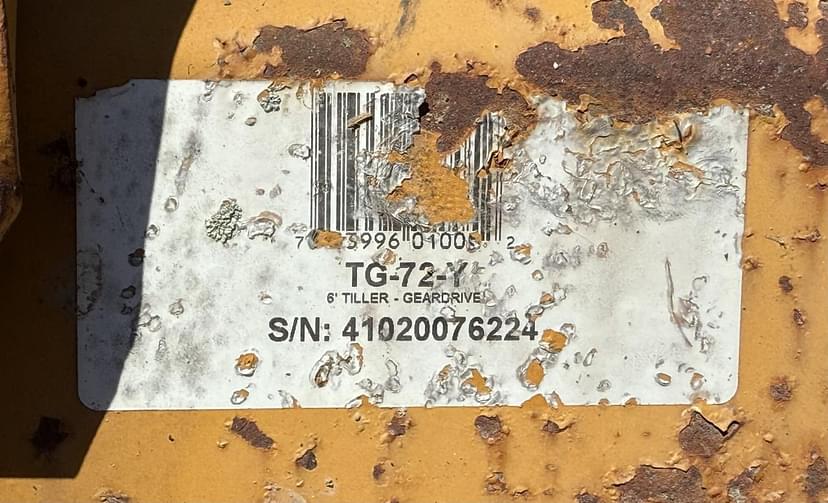 TG-72-Y
6' TILLER - GEARDRIVE
S/N: 41020076224